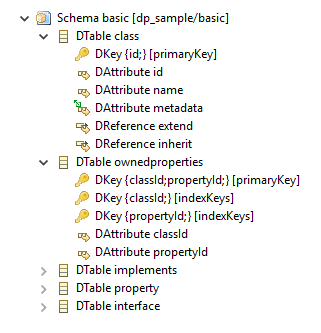 Schema basic [dp_sample/basic]
DTable class
DKey {id;} [primaryKey]
DAttribute id
DAttribute name
DAttribute metadata
DReference extend
DReference inherit
DTable ownedproperties
DKey {classId;propertyId;} [primaryKey]
DKey {classId;} [indexKeys]
DKey {propertyId;} [indexKeys]
DAttribute classId
DAttribute propertyId
DTable implements
DTable property
DTable interface